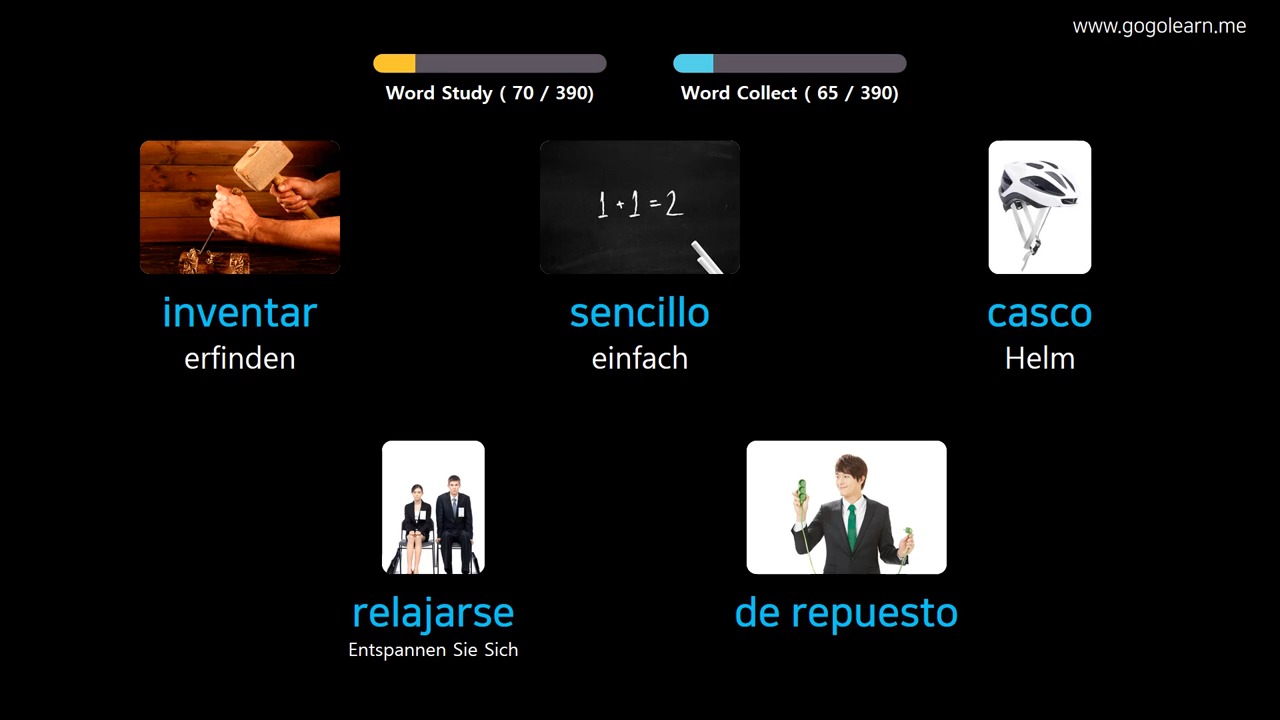 www.gogolearn.me
Word Study ( 70 / 390)
Word Collect ( 65 / 390)
1 + 1 = 2
inventar
erfinden
sencillo
einfach
casco
Helm
relajarse
Entspannen Sie Sich
de repuesto